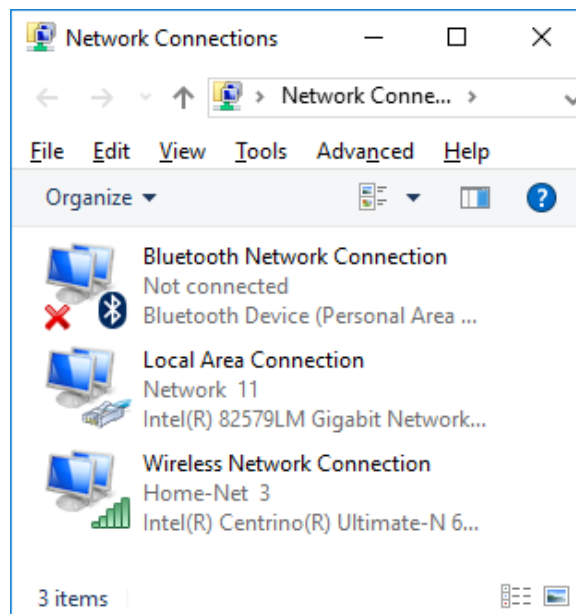 Network Connections
Network Conne...
File Edit View Tools Advanced Help
Organize
Bluetooth Network Connection
Not connected
Bluetooth Device (Personal Area ...
Local Area Connection
Network 11
Intel(R) 82579LM Gigabit Network...
Wireless Network Connection
Home-Net 3
Intel(R) Centrino(R) Ultimate-N 6...
3 items